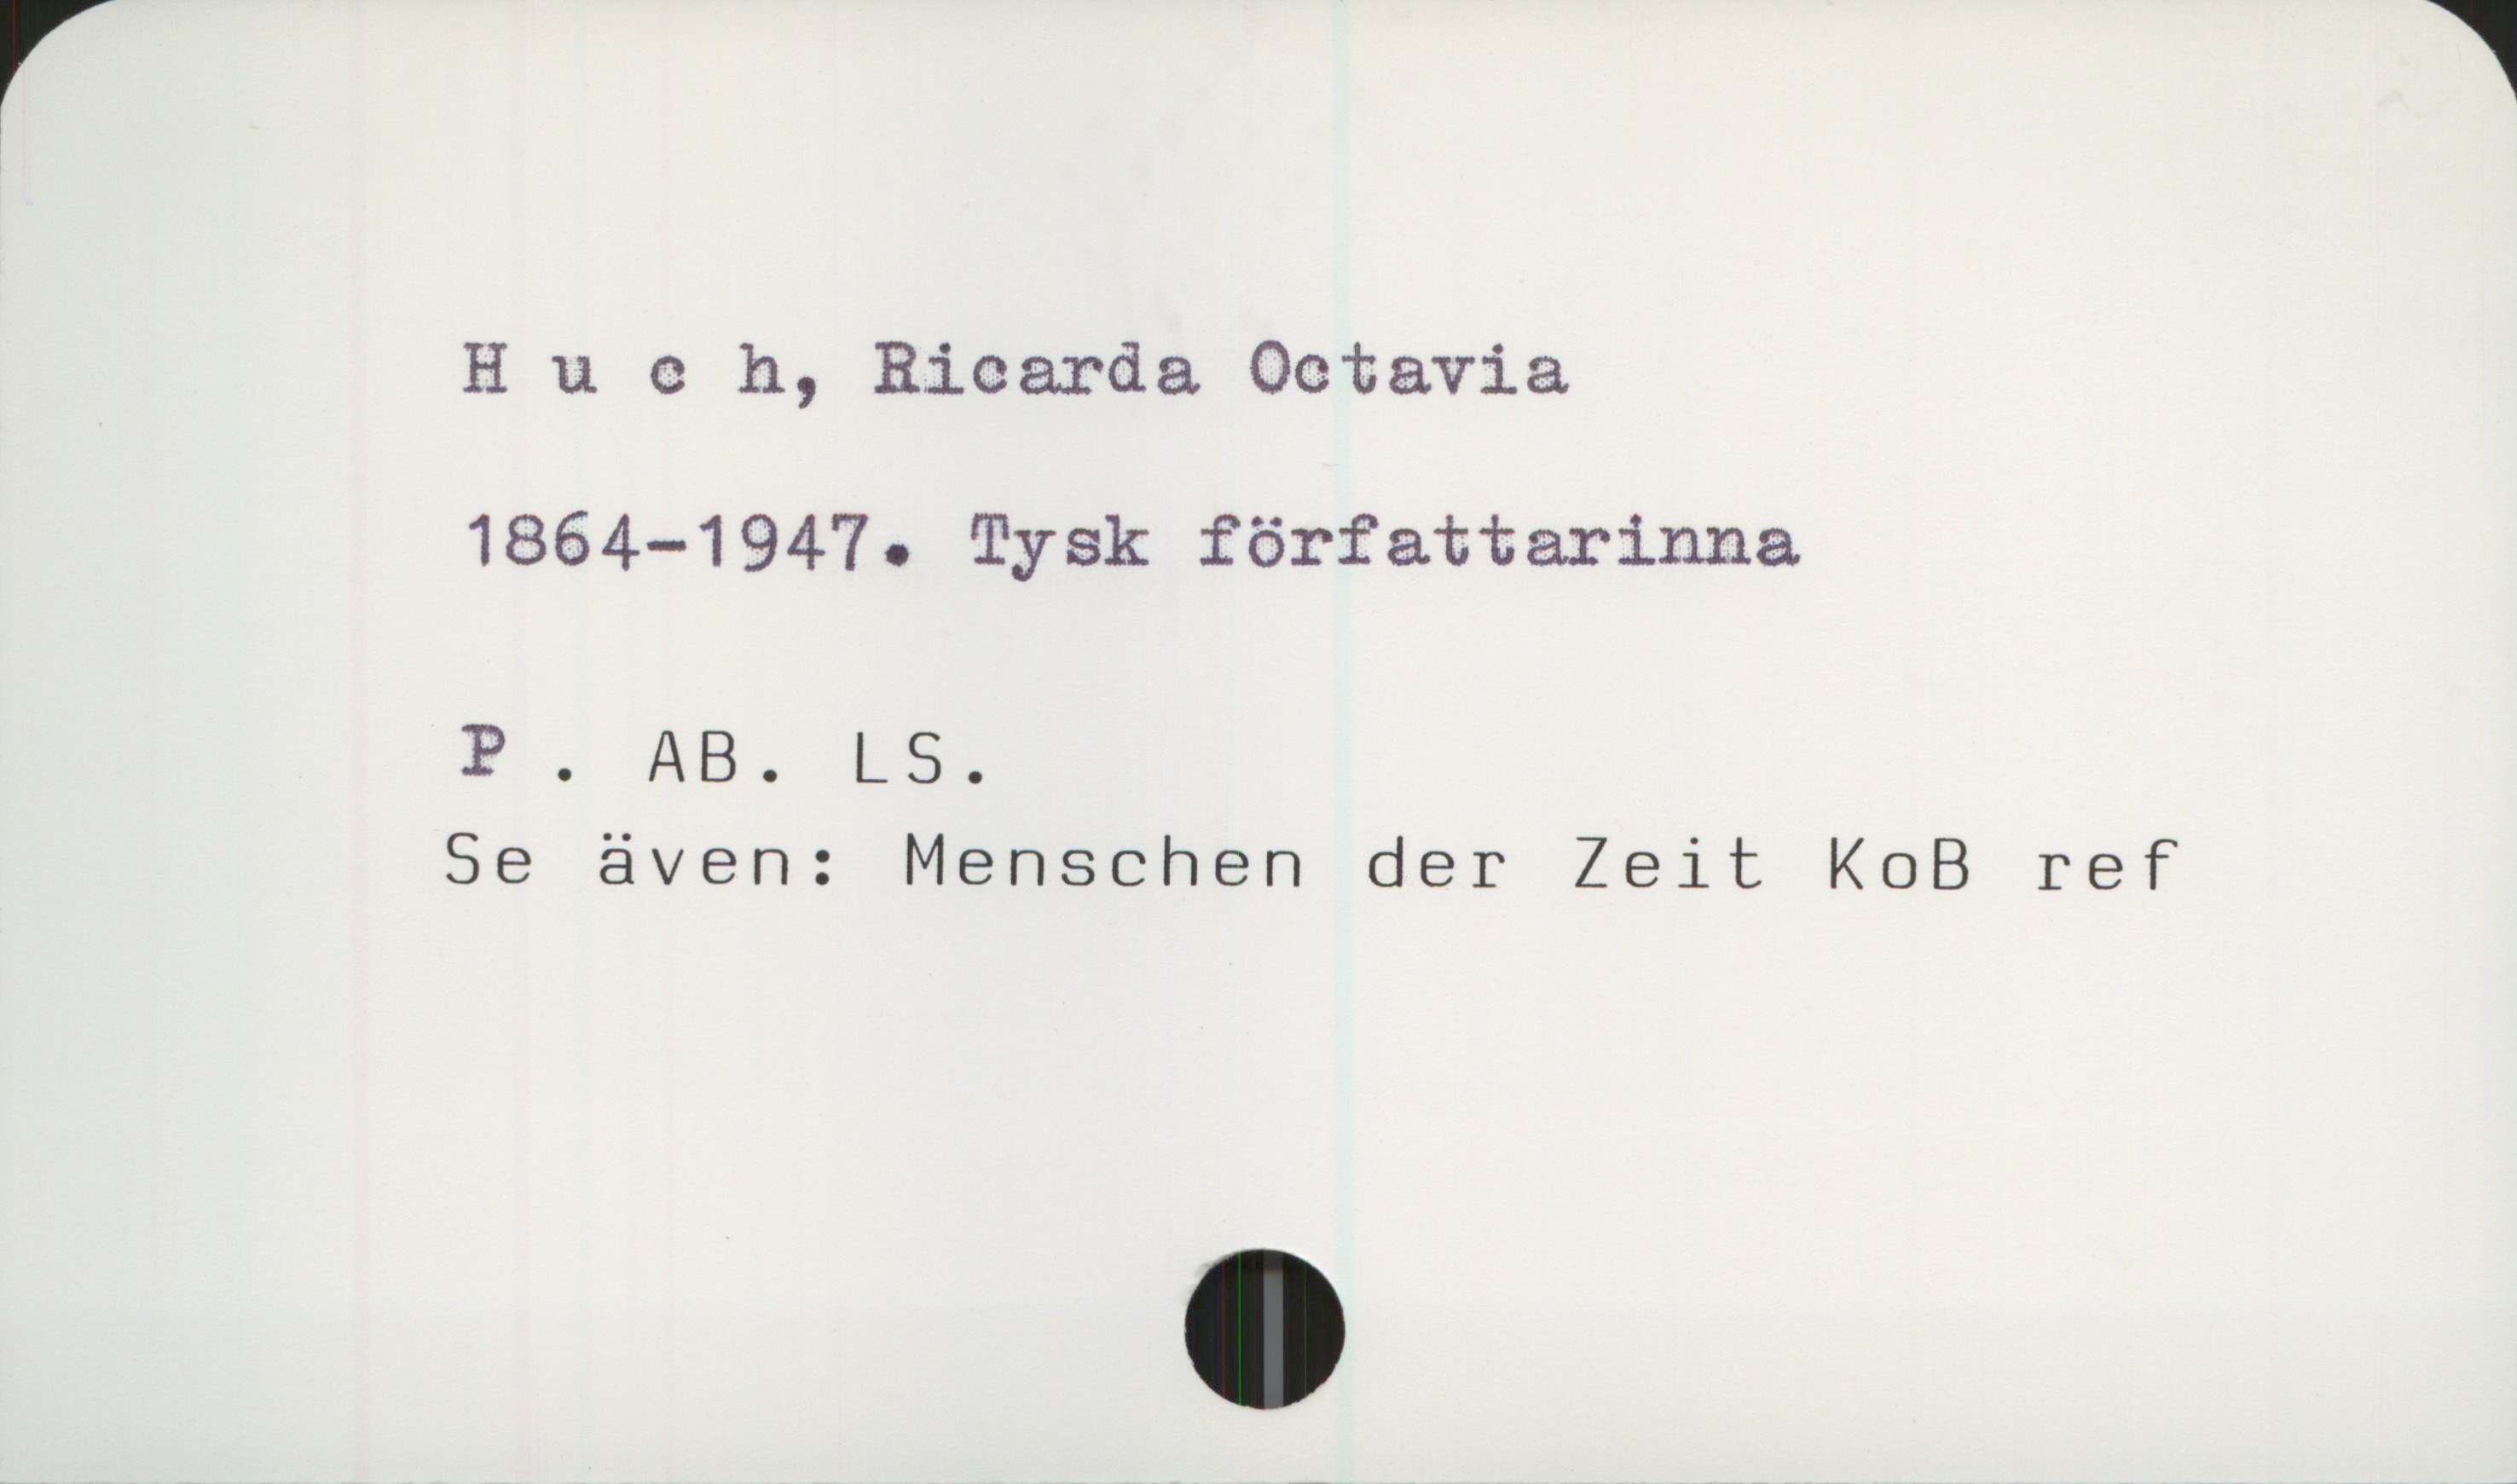 H u c h, Ricarda Octavia
1864-1947. Tysk författarinna
P . AB. LS.
Se även: Menschen der Zeit KoB ref